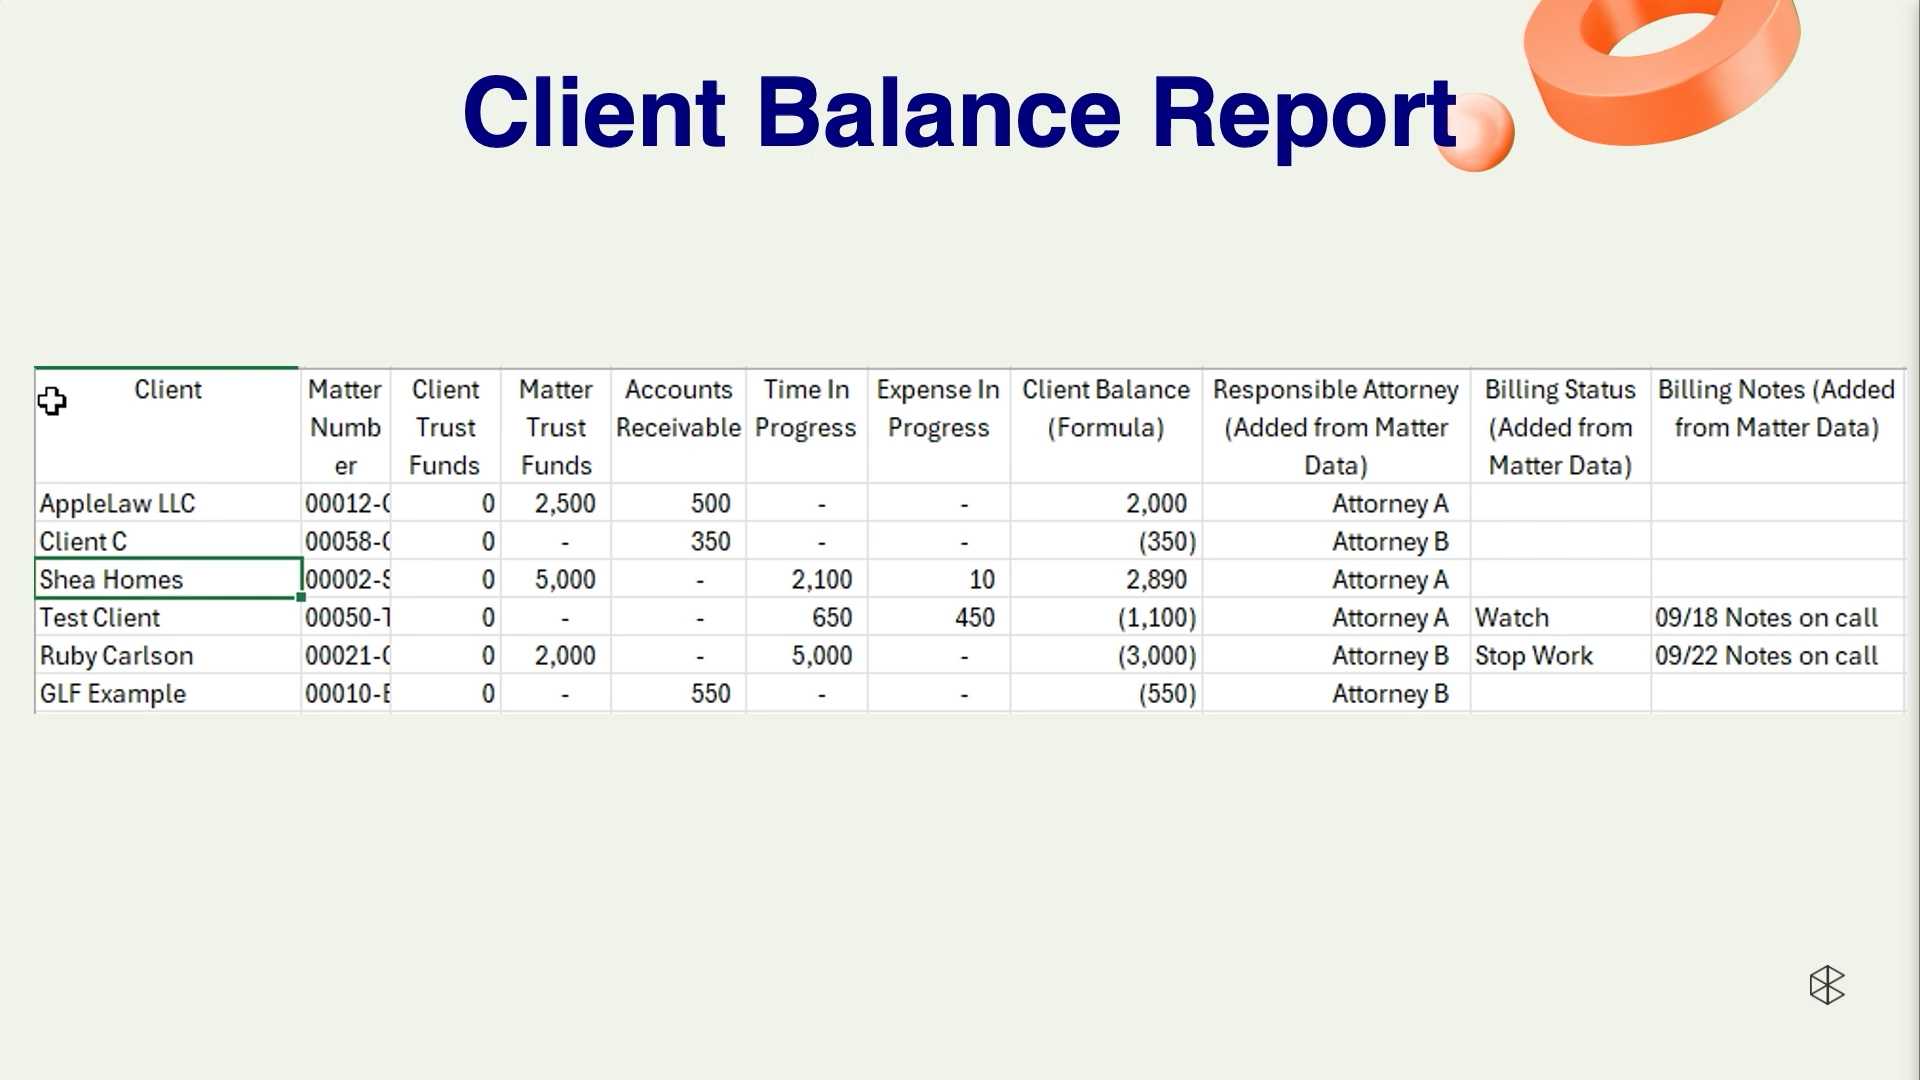 Client Balance Report
Client Matter Client Matter Accounts Time In Expense In Client Balance Responsible Attorney Billing Status Billing Notes (Added
Numb Trust Trust Receivable Progress Progress (Formula) (Added from Matter (Added from from Matter Data)
er Funds Funds Data) Matter Data)
AppleLaw LLC 00012- 0 2,500 500 - - 2,000 Attorney A
Client C 00058- 0 - 350 - - (350) Attorney B
Shea Homes 00002- 0 5,000 - 2,100 10 2,890 Attorney A
Test Client 00050- 0 - - 650 450 (1,100) Attorney A Watch 09/18 Notes on call
Ruby Carlson 00021- 0 2,000 - 5,000 - (3,000) Attorney B Stop Work 09/22 Notes on call
GLF Example 00010- 0 - 550 - - (550) Attorney B